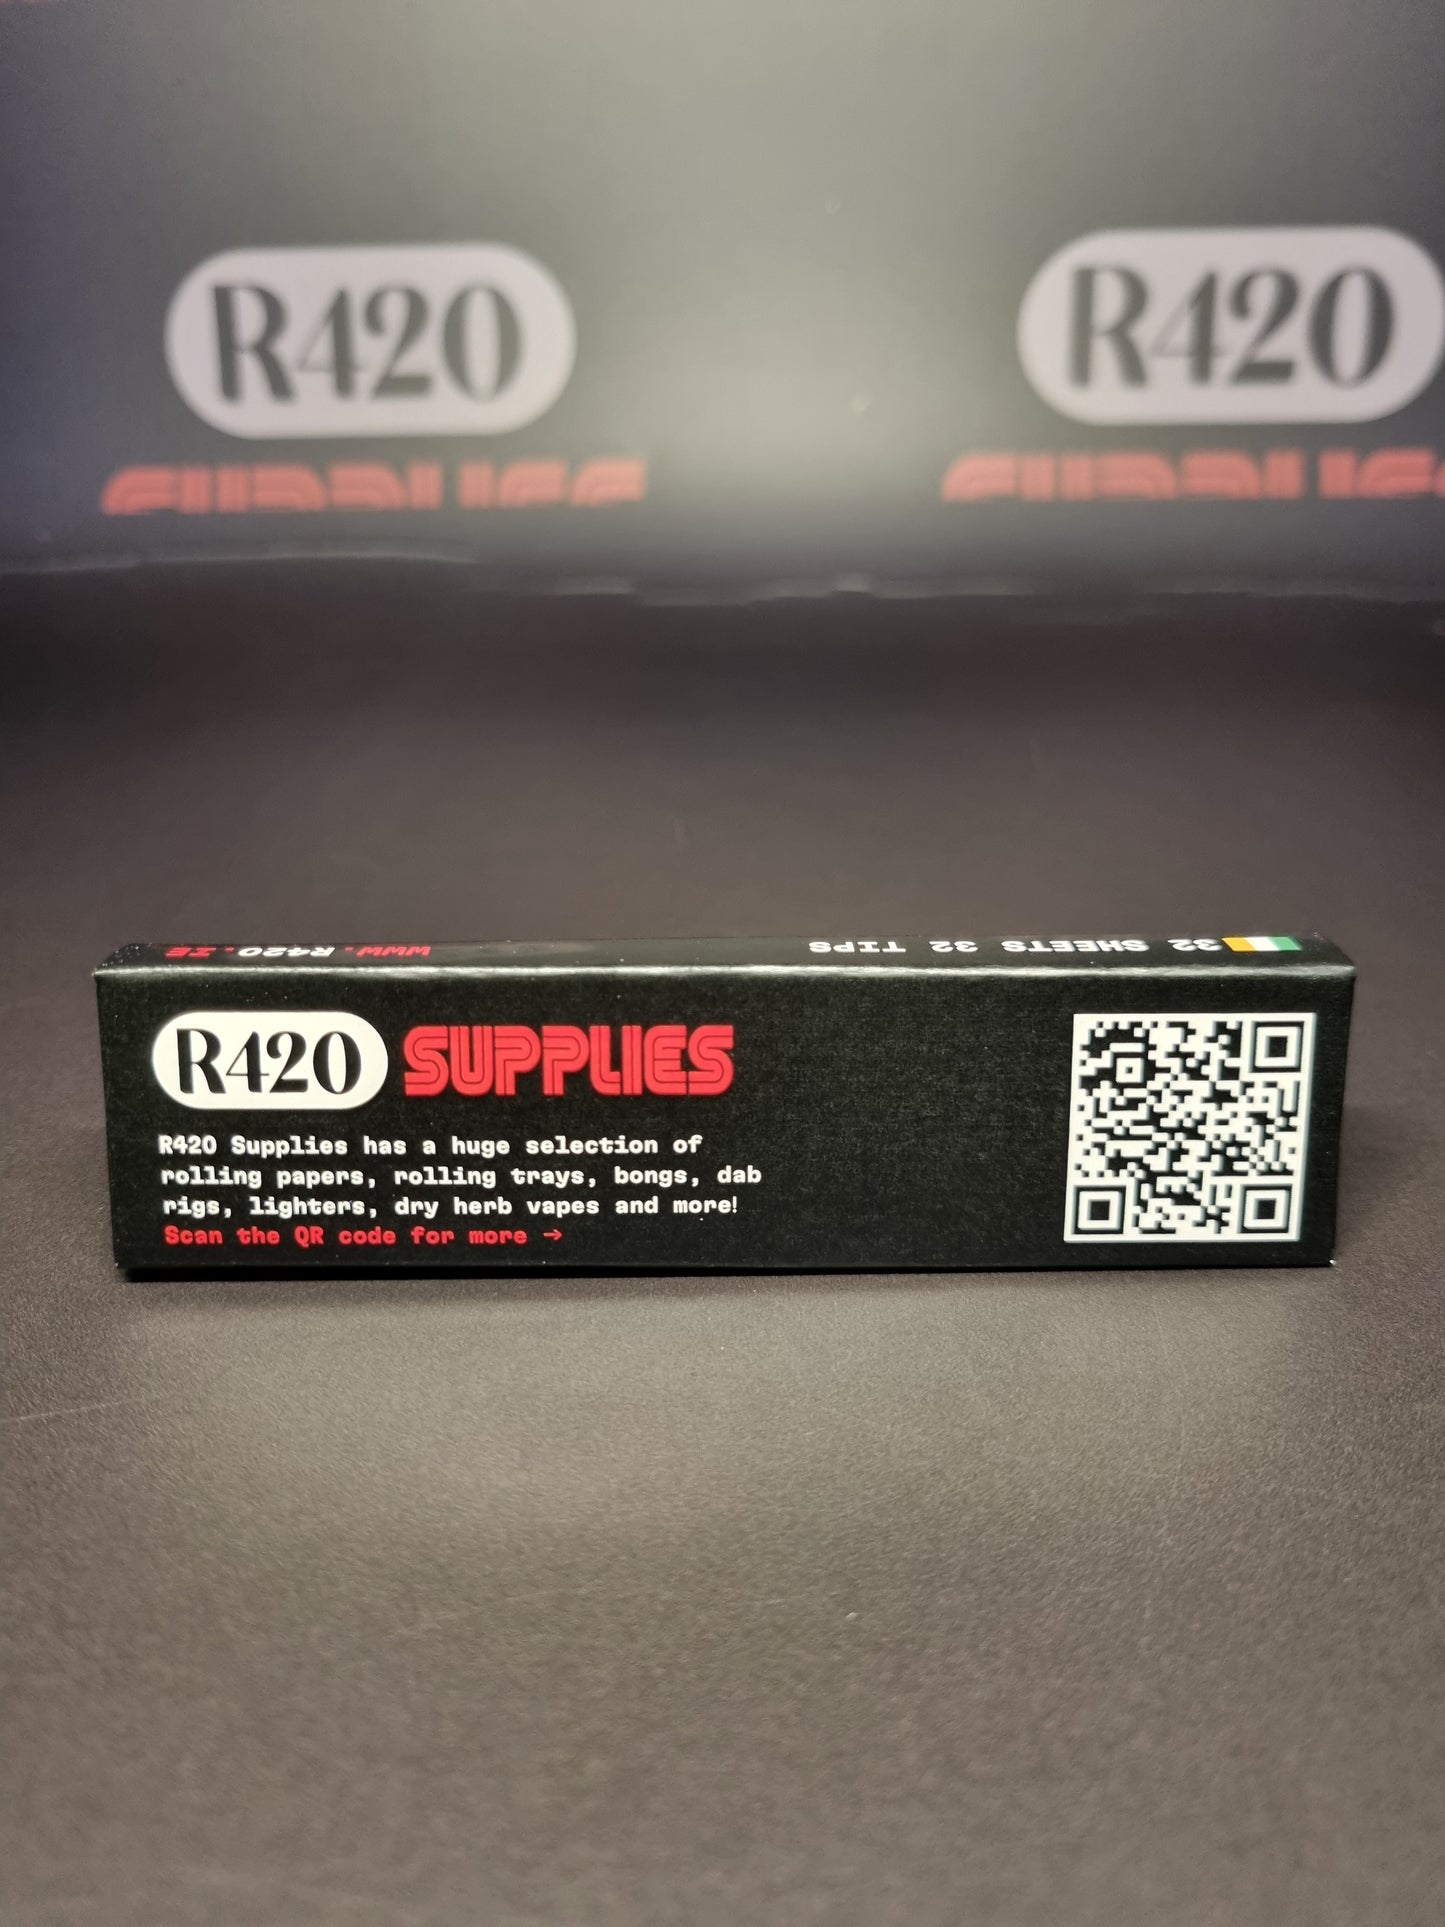 R420
R420
www.R420.IE
32 SHEETS 32 TIPS
R420 SUPPLIES
R420 Supplies has a huge selection of
rolling papers, rolling trays, bongs, dab
rigs, lighters, dry herb vapes and more!
Scan the QR code for more →